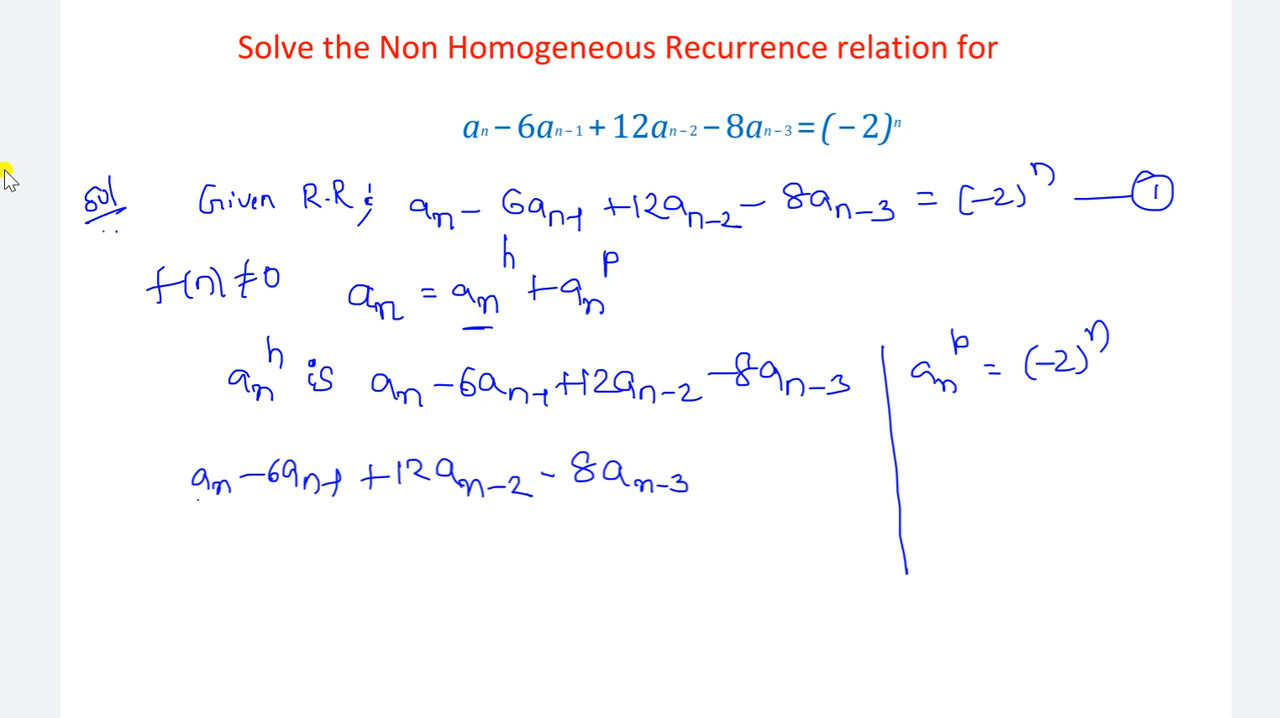 Solve the Non Homogeneous Recurrence relation for
aₙ − 6aₙ₋₁ + 12aₙ₋₂ − 8aₙ₋₃ = (−2)ⁿ
Sol Given R.R is aₙ − 6aₙ₋₁ + 12aₙ₋₂ − 8aₙ₋₃ = (−2)ⁿ — ①
f(n) ≠ 0 aₙ = aₙʰ + aₙᵖ
aₙʰ is aₙ − 6aₙ₋₁ + 12aₙ₋₂ − 8aₙ₋₃ | aₙᵖ = (−2)ⁿ
aₙ − 6aₙ₋₁ + 12aₙ₋₂ − 8aₙ₋₃